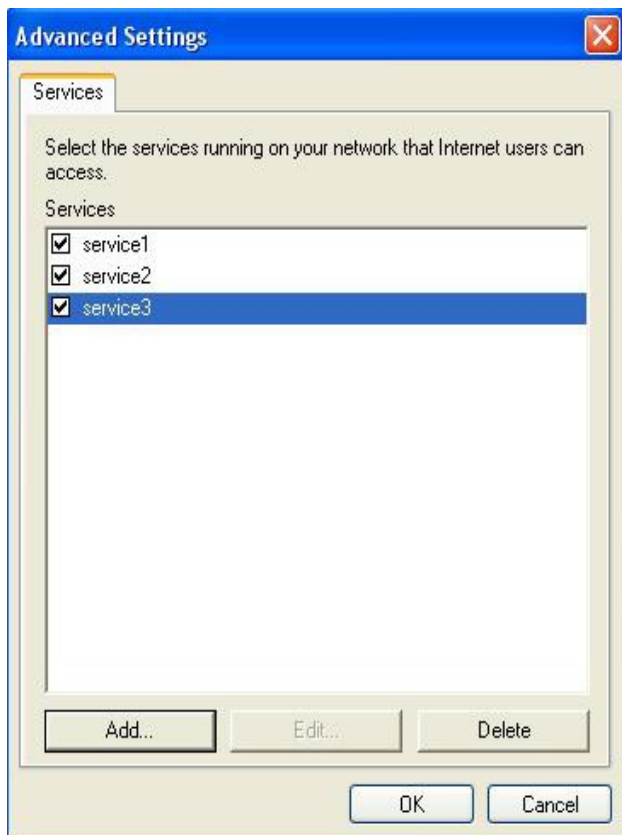 Advanced Settings
Services
Select the services running on your network that Internet users can
access.
Services
service1
service2
service3
Add...
Edit...
Delete
OK
Cancel